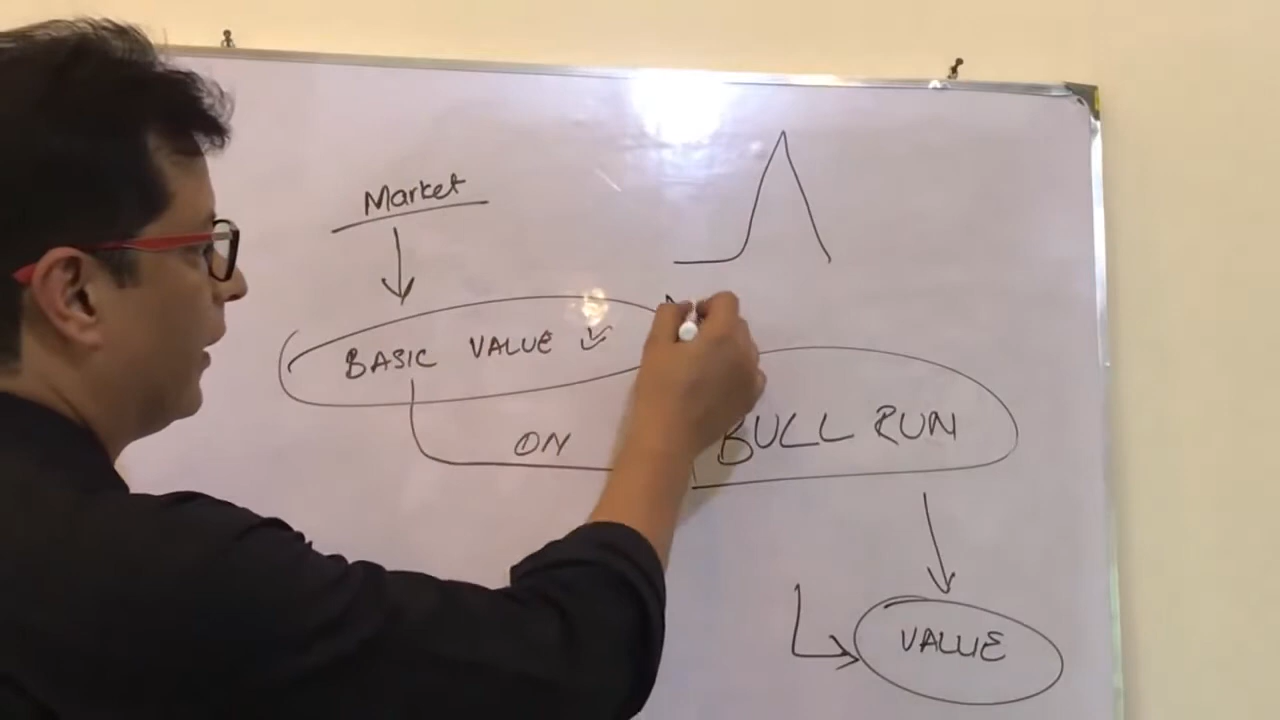 Market
BASIC VALUE
ON
BULL RUN
VALUE